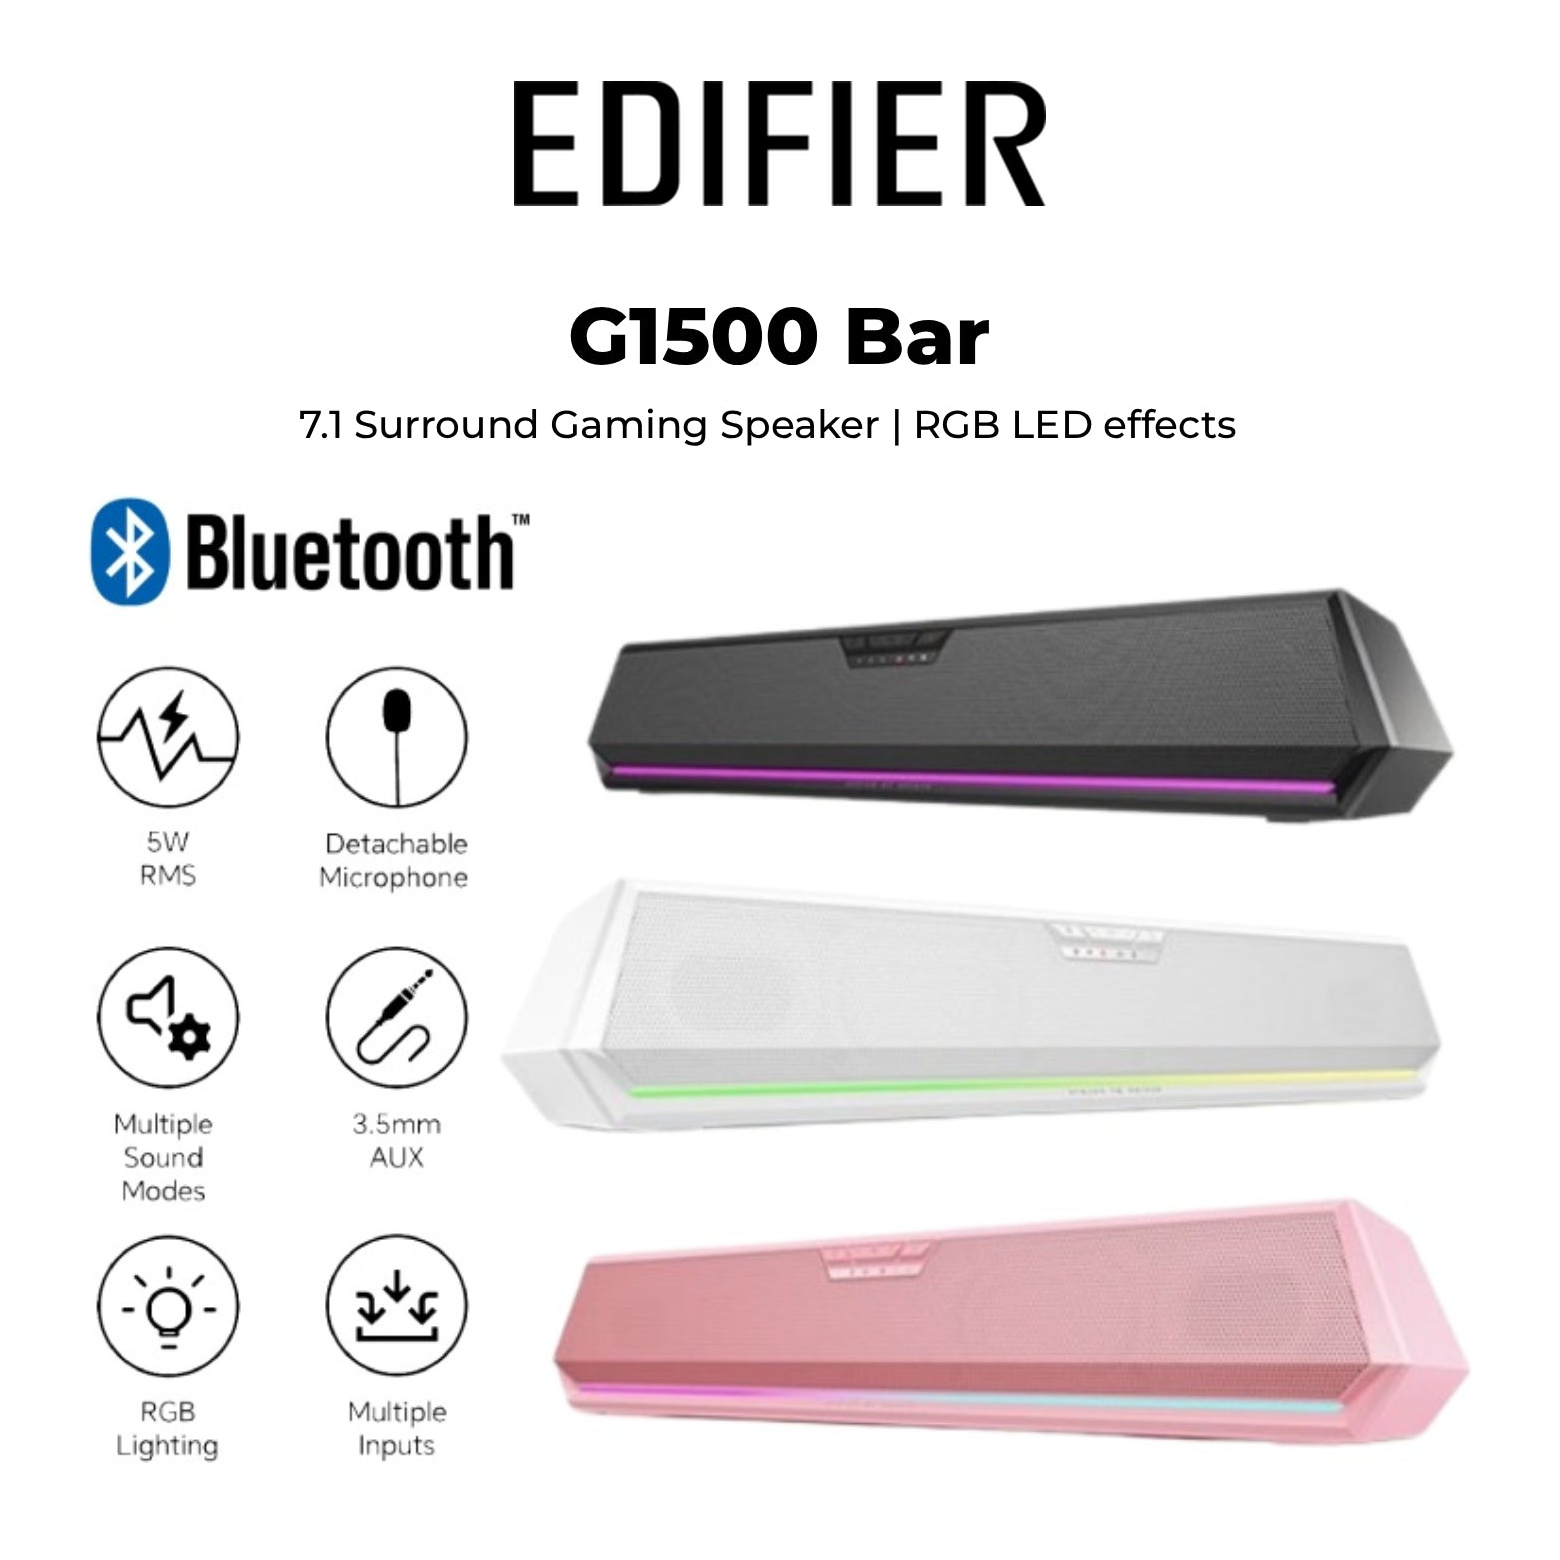 EDIFIER
G1500 Bar
7.1 Surround Gaming Speaker | RGB LED effects
Bluetooth™
5W
RMS
Detachable
Microphone
Multiple
Sound
Modes
3.5mm
AUX
RGB
Lighting
Multiple
Inputs